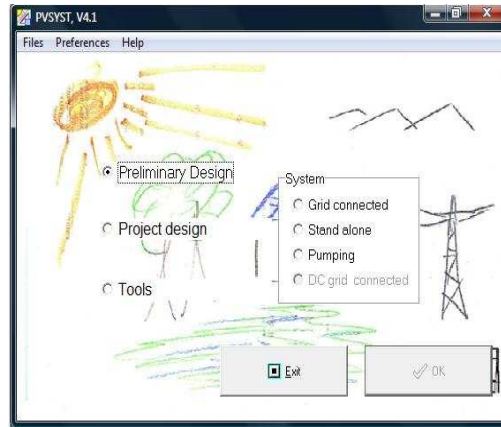 PVSYST, V4.1
Files Preferences Help
Preliminary Design
System
Grid connected
Project design
Stand alone
Pumping
DC grid connected
Tools
Exit
OK